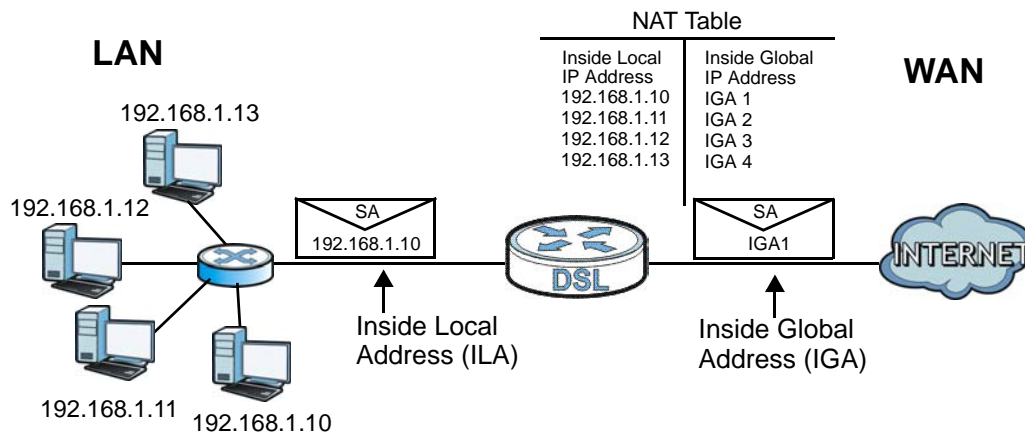 NAT Table
LAN
WAN
Inside Local
IP Address
192.168.1.10
192.168.1.11
192.168.1.12
192.168.1.13
Inside Global
IP Address
IGA 1
IGA 2
IGA 3
IGA 4
192.168.1.13
192.168.1.12
192.168.1.11
192.168.1.10
SA
192.168.1.10
DSL
SA
IGA1
INTERNET
Inside Local
Address (ILA)
Inside Global
Address (IGA)